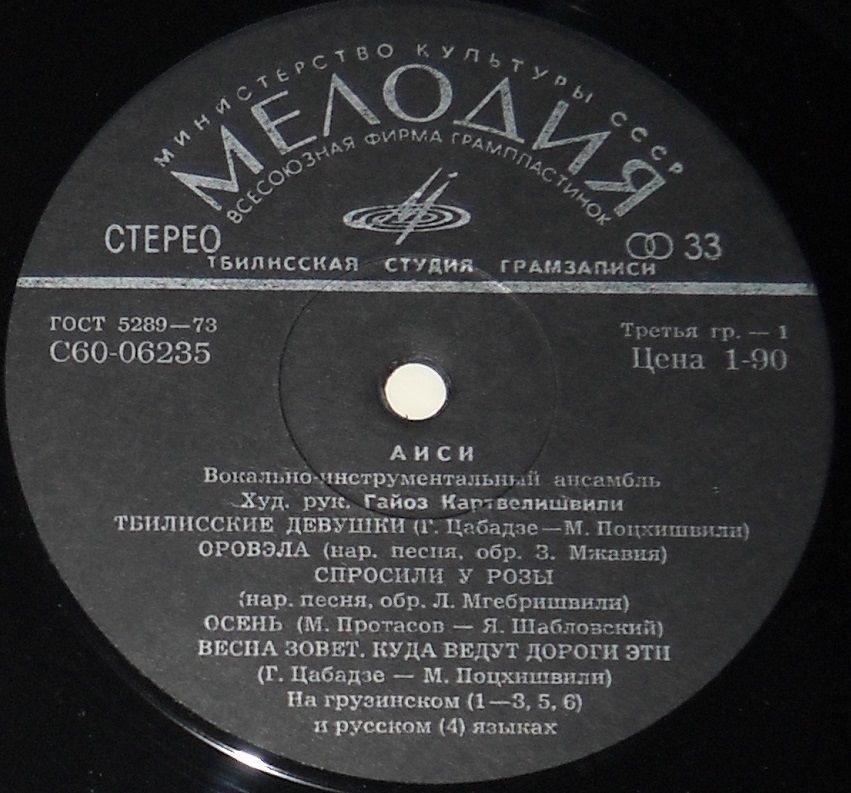 МИНИСТЕРСТВО КУЛЬТУРЫ СССР
МЕЛОДИЯ
ВСЕСОЮЗНАЯ ФИРМА ГРАМПЛАСТИНОК
СТЕРЕО
33
ТБИЛИССКАЯ СТУДИЯ ГРАМЗАПИСИ
ГОСТ 5289—73
Третья гр. — 1
С60-06235
Цена 1-90
АИСИ
Вокально-инструментальный ансамбль
Худ. рук. Гайоз Картвелишвили
ТБИЛИССКИЕ ДЕВУШКИ (Г. Цабадзе — М. Поцхишвили)
ОРОВЭЛА (нар. песня, обр. З. Мжавия)
СПРОСИЛИ У РОЗЫ
(нар. песня, обр. Л. Мгебришвили)
ОСЕНЬ (М. Протасов — Я. Шабловский)
ВЕСНА ЗОВЕТ. КУДА ВЕДУТ ДОРОГИ ЭТИ
(Г. Цабадзе — М. Поцхишвили)
На грузинском (1—3, 5, 6)
и русском (4) языках